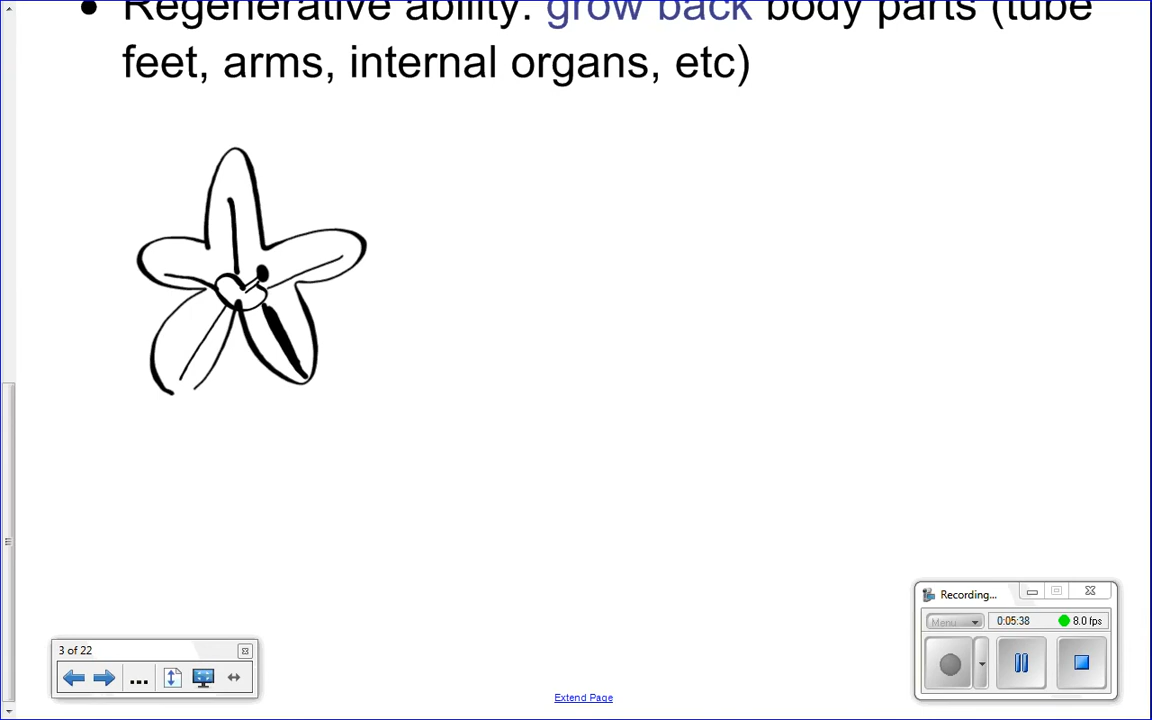 • Regenerative ability: grow back body parts (tube
feet, arms, internal organs, etc)
Recording...
Menu
0:05:38
8.0 fps
3 of 22
...
Extend Page